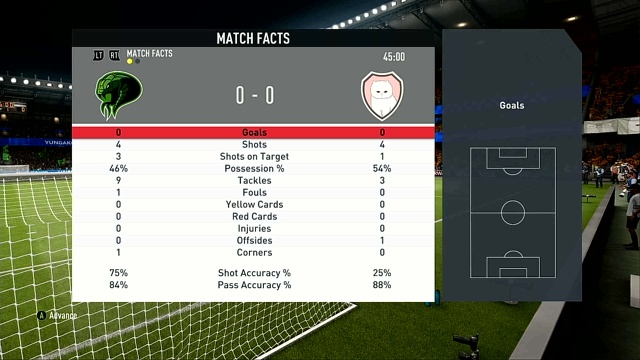 MATCH FACTS
LT RT MATCH FACTS
45:00
0 - 0
0 Goals 0
4 Shots 4
3 Shots on Target 1
46% Possession % 54%
9 Tackles 3
1 Fouls 0
0 Yellow Cards 0
0 Red Cards 0
0 Injuries 0
0 Offsides 1
1 Corners 0
75% Shot Accuracy % 25%
84% Pass Accuracy % 88%
Goals
A Advance